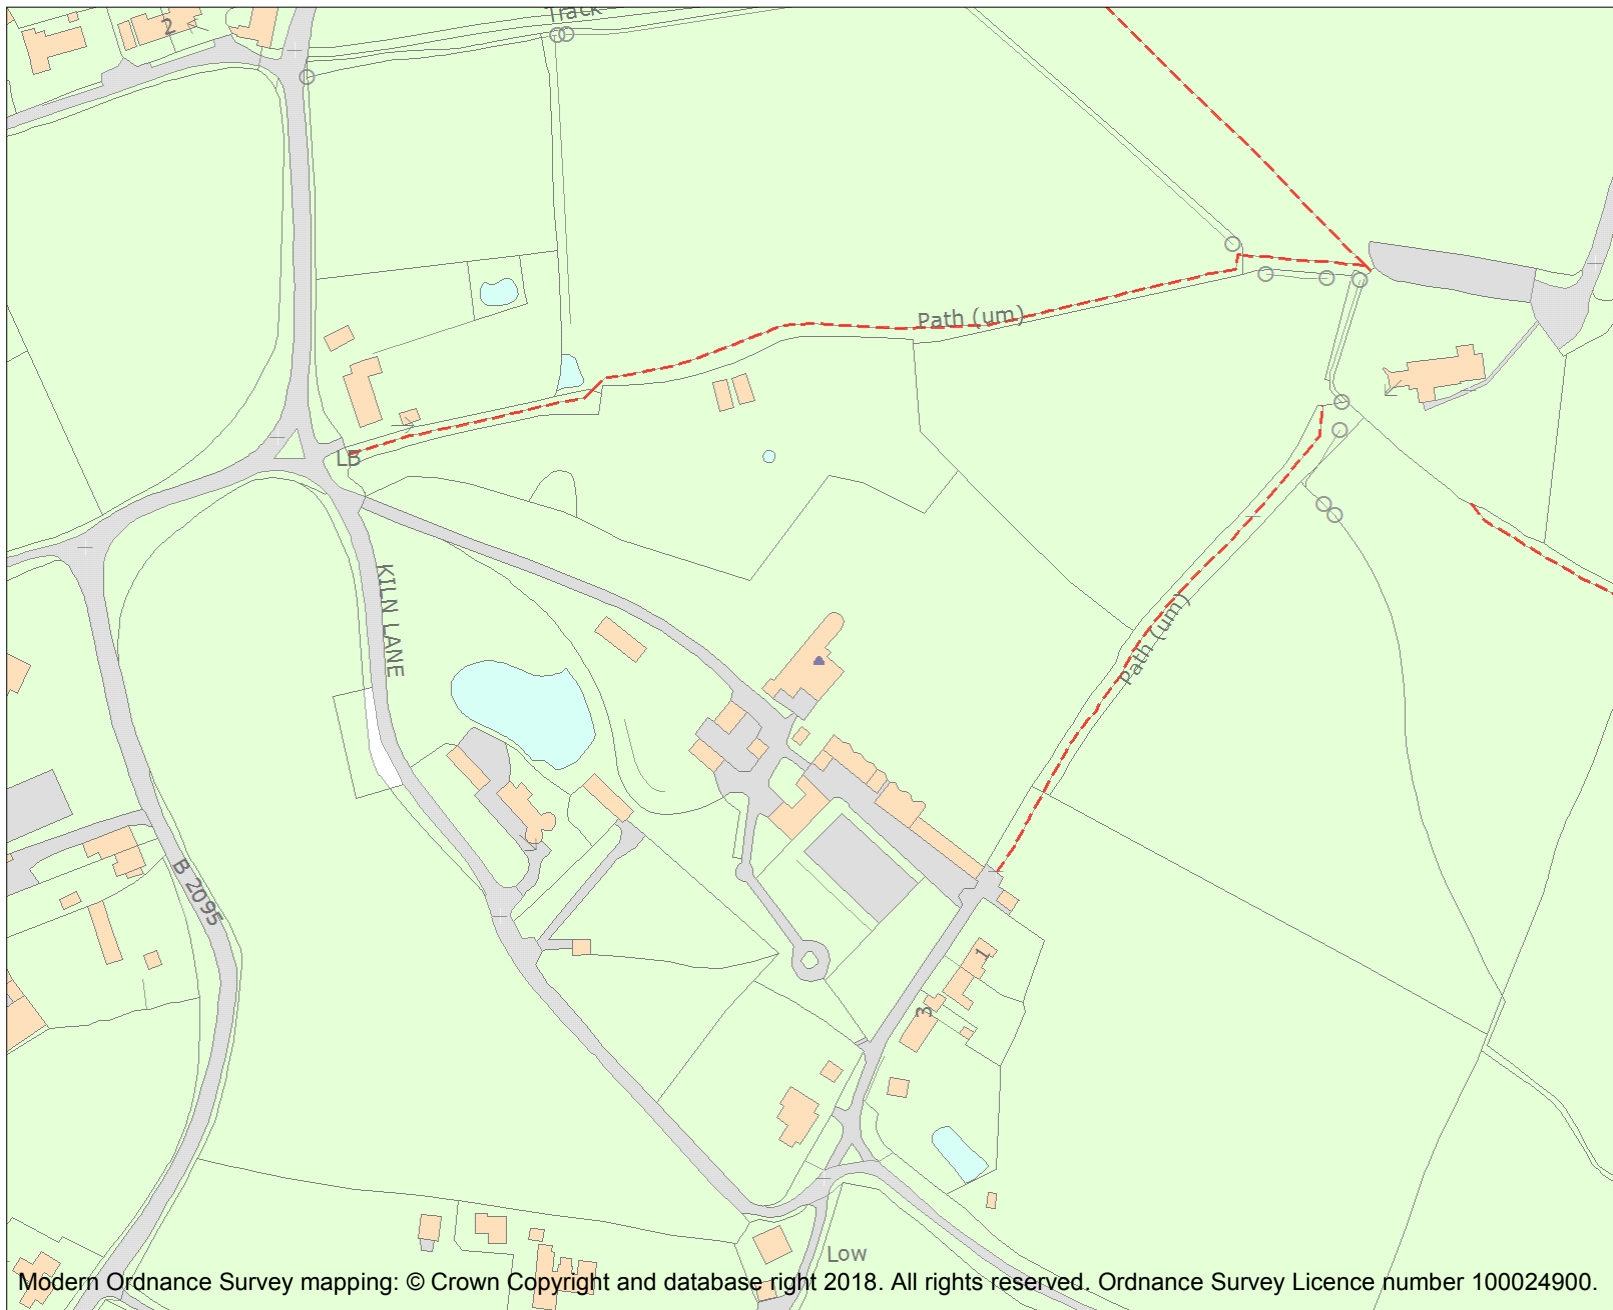 Track
2
Path (um)
LB
KILN LANE
Path (um)
B 2095
1
3
Low
Modern Ordnance Survey mapping: © Crown Copyright and database right 2018. All rights reserved. Ordnance Survey Licence number 100024900.